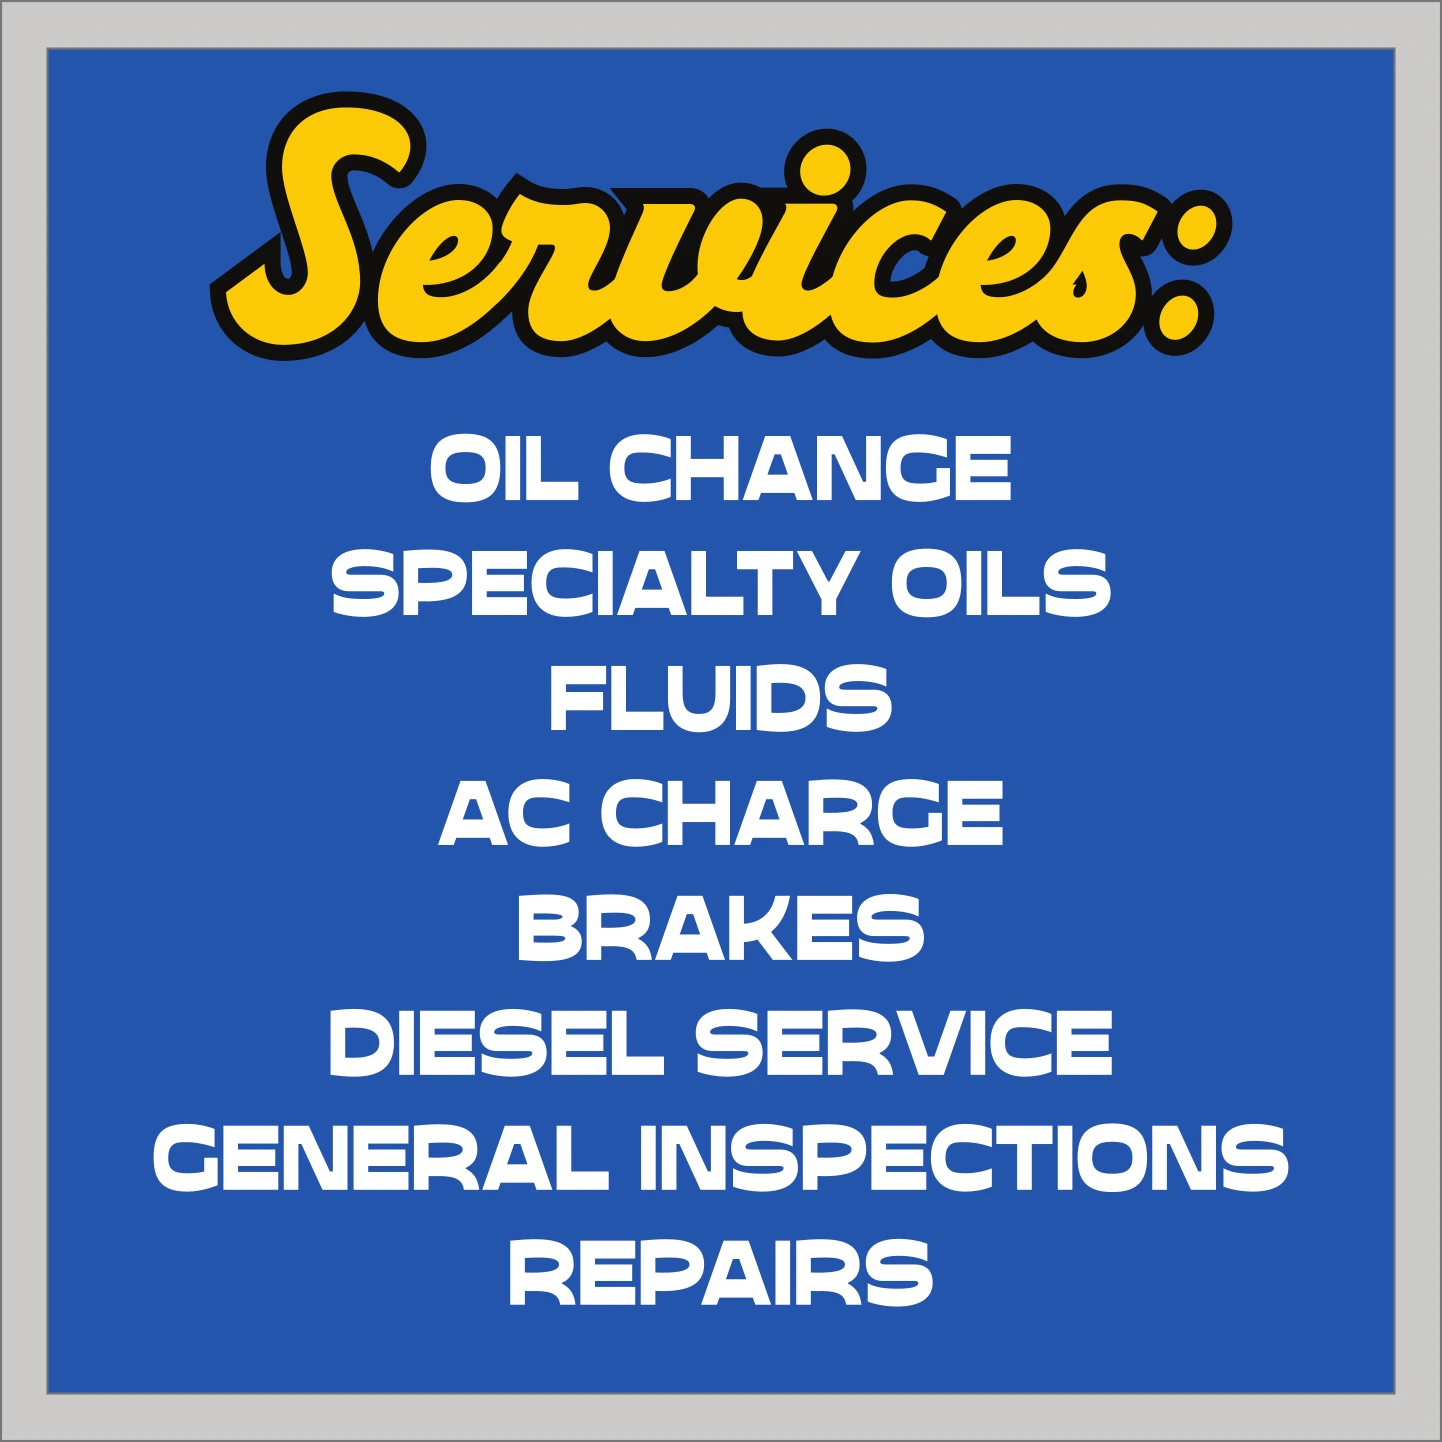 Services:
OIL CHANGE
SPECIALTY OILS
FLUIDS
AC CHARGE
BRAKES
DIESEL SERVICE
GENERAL INSPECTIONS
REPAIRS